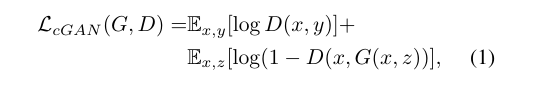 ℒ_{cGAN}(G, D) =𝔼_{x,y}[log D(x, y)]+
𝔼_{x,z}[log(1 − D(x, G(x, z))], (1)